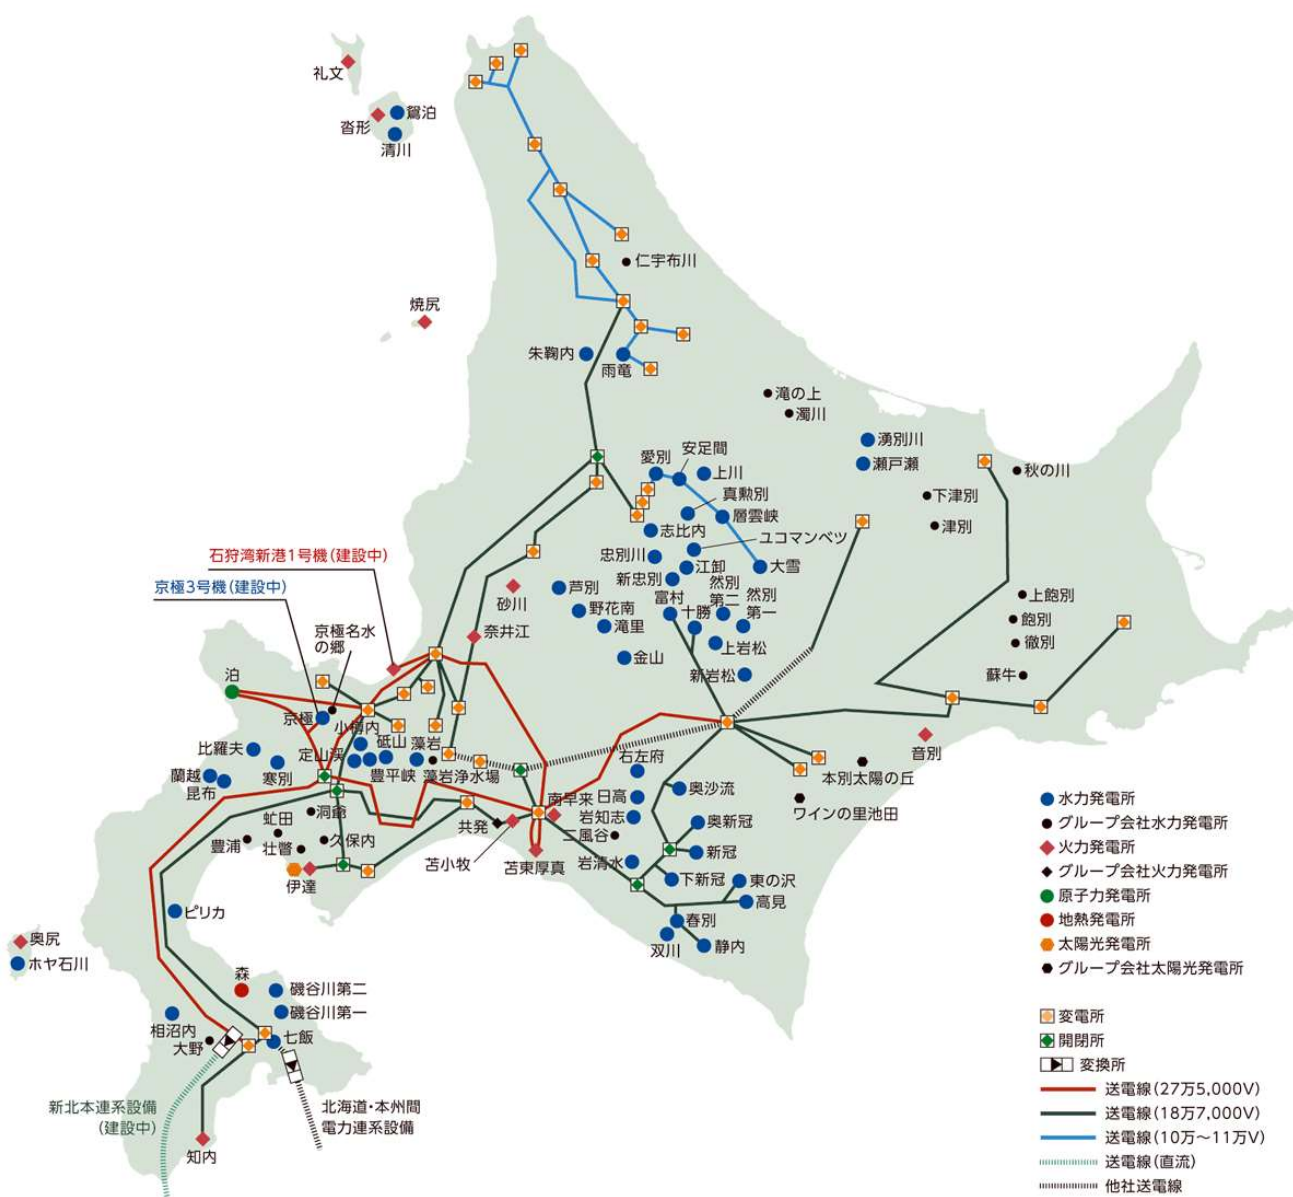 礼文
鴛泊
沓形
清川
仁宇布川
焼尻
朱鞠内
雨竜
滝の上
濁川
湧別川
瀬戸瀬
愛別
安足間
上川
秋の川
真勲別
層雲峡
下津別
志比内
津別
ユコマンベツ
石狩湾新港1号機(建設中)
忠別川
江卸
大雪
京極3号機(建設中)
芦別
砂川
新忠別
然別
第二
然別
第一
富村
十勝
上飽別
野花南
京極名水
の郷
奈井江
滝里
飽別
上岩松
徹別
金山
新岩松
蘇牛
泊
京極
小樽内
砥山
藻岩
音別
比羅夫
定山渓
豊平峡
藻岩浄水場
右左府
本別太陽の丘
蘭越
昆布
寒別
奥沙流
日高
南早来
ワインの里池田
水力発電所
洞爺
岩知志
虻田
共発
奥新冠
グループ会社水力発電所
豊浦
壮瞥
久保内
二風谷
火力発電所
新冠
苫小牧
苫東厚真
岩清水
グループ会社火力発電所
伊達
下新冠
東の沢
原子力発電所
高見
ピリカ
春別
地熱発電所
奥尻
双川
静内
太陽光発電所
ホヤ石川
グループ会社太陽光発電所
森
磯谷川第二
磯谷川第一
変電所
相沼内
大野
七飯
開閉所
変換所
新北本連系設備
(建設中)
北海道・本州間
電力連系設備
送電線(27万5,000V)
送電線(18万7,000V)
送電線(10万～11万V)
知内
送電線(直流)
他社送電線